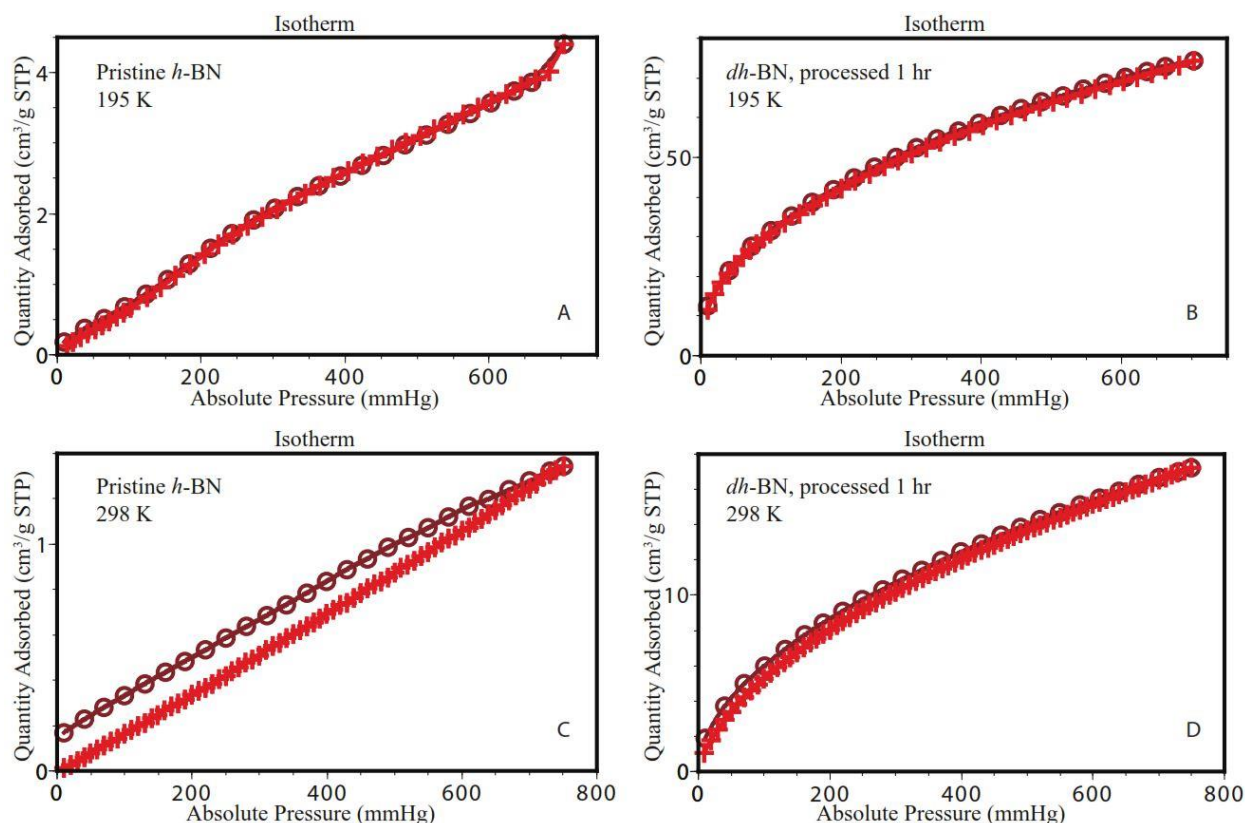 Isotherm
Pristine h-BN
195 K
A
Quantity Adsorbed (cm³/g STP)
0
2
4
0 200 400 600
Absolute Pressure (mmHg)
Isotherm
dh-BN, processed 1 hr
195 K
B
Quantity Adsorbed (cm³/g STP)
0
50
0 200 400 600
Absolute Pressure (mmHg)
Isotherm
Pristine h-BN
298 K
C
Quantity Adsorbed (cm³/g STP)
0
1
0 200 400 600 800
Absolute Pressure (mmHg)
Isotherm
dh-BN, processed 1 hr
298 K
D
Quantity Adsorbed (cm³/g STP)
0
10
0 200 400 600 800
Absolute Pressure (mmHg)